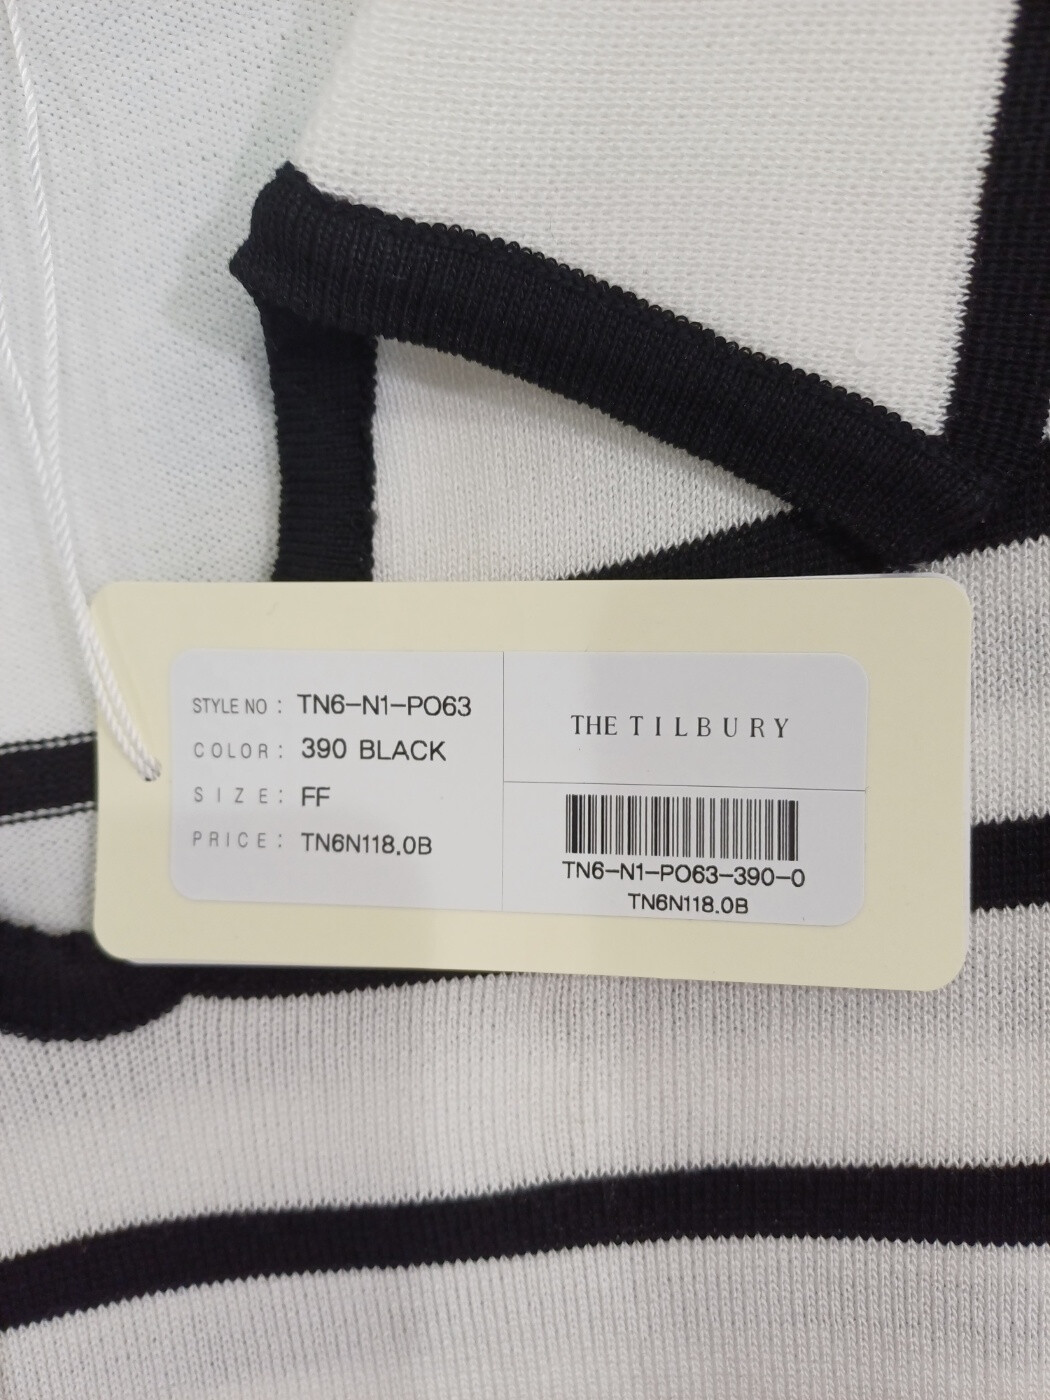 STYLE NO : TN6-N1-PO63
COLOR : 390 BLACK
SIZE : FF
PRICE : TN6N118.0B
THE TILBURY
TN6-N1-PO63-390-0
TN6N118.0B